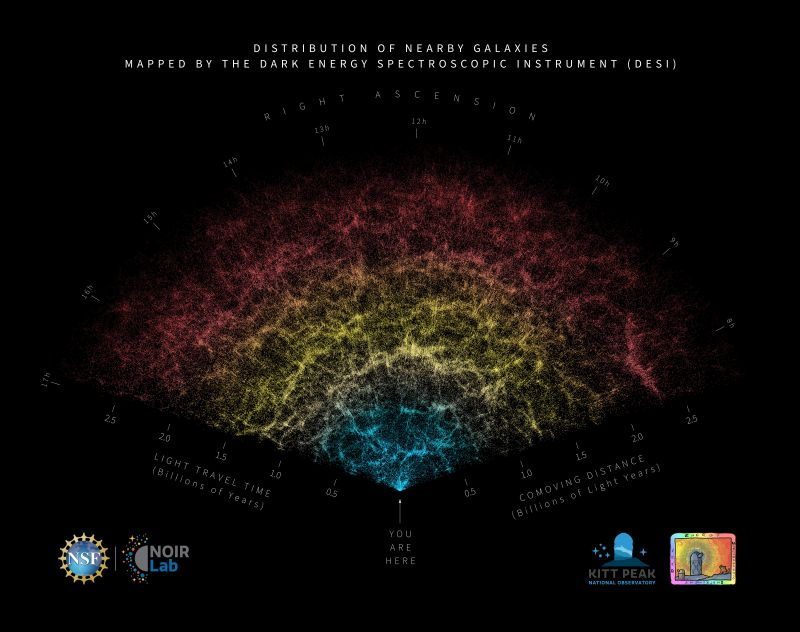 DISTRIBUTION OF NEARBY GALAXIES
MAPPED BY THE DARK ENERGY SPECTROSCOPIC INSTRUMENT (DESI)
RIGHT ASCENSION
17h
16h
15h
14h
13h
12h
11h
10h
9h
8h
2.5
2.0
1.5
1.0
0.5
LIGHT TRAVEL TIME
(Billions of Years)
0.5
1.0
1.5
2.0
2.5
COMOVING DISTANCE
(Billions of Light Years)
YOU
ARE
HERE
NSF
NOIR
Lab
KITT PEAK
NATIONAL OBSERVATORY